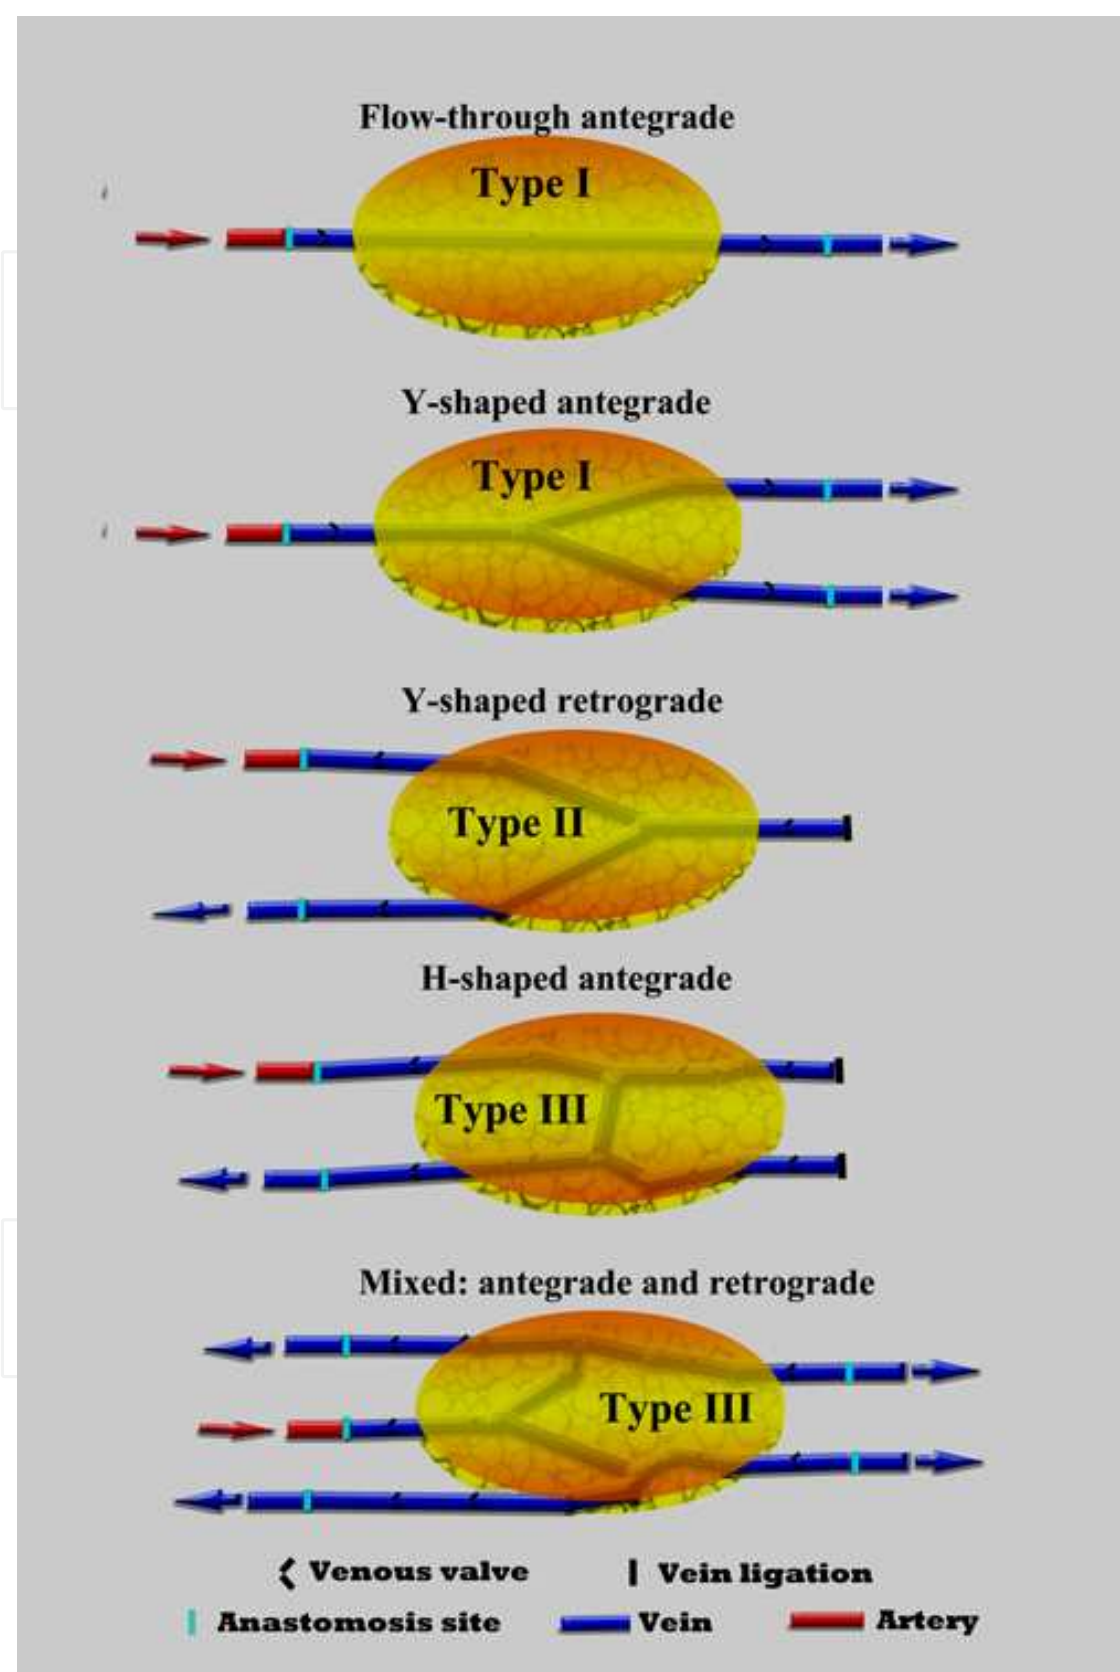 Flow-through antegrade
Type I
Y-shaped antegrade
Type I
Y-shaped retrograde
Type II
H-shaped antegrade
Type III
Mixed: antegrade and retrograde
Type III
Venous valve Vein ligation
Anastomosis site Vein Artery